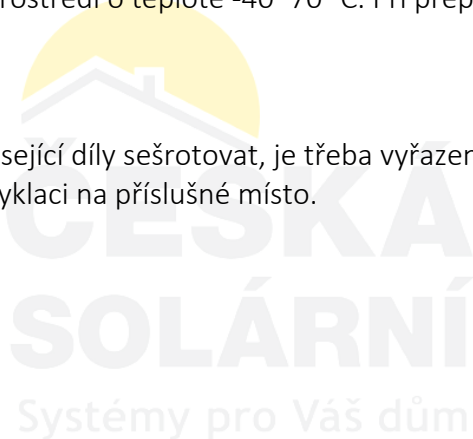 rostředí o teplotě -40~70 °C. Při přep
sející díly sešrotovat, je třeba vyřazen
yklaci na příslušné místo.
ČESKÁ
SOLÁRNÍ
Systémy pro Váš dům